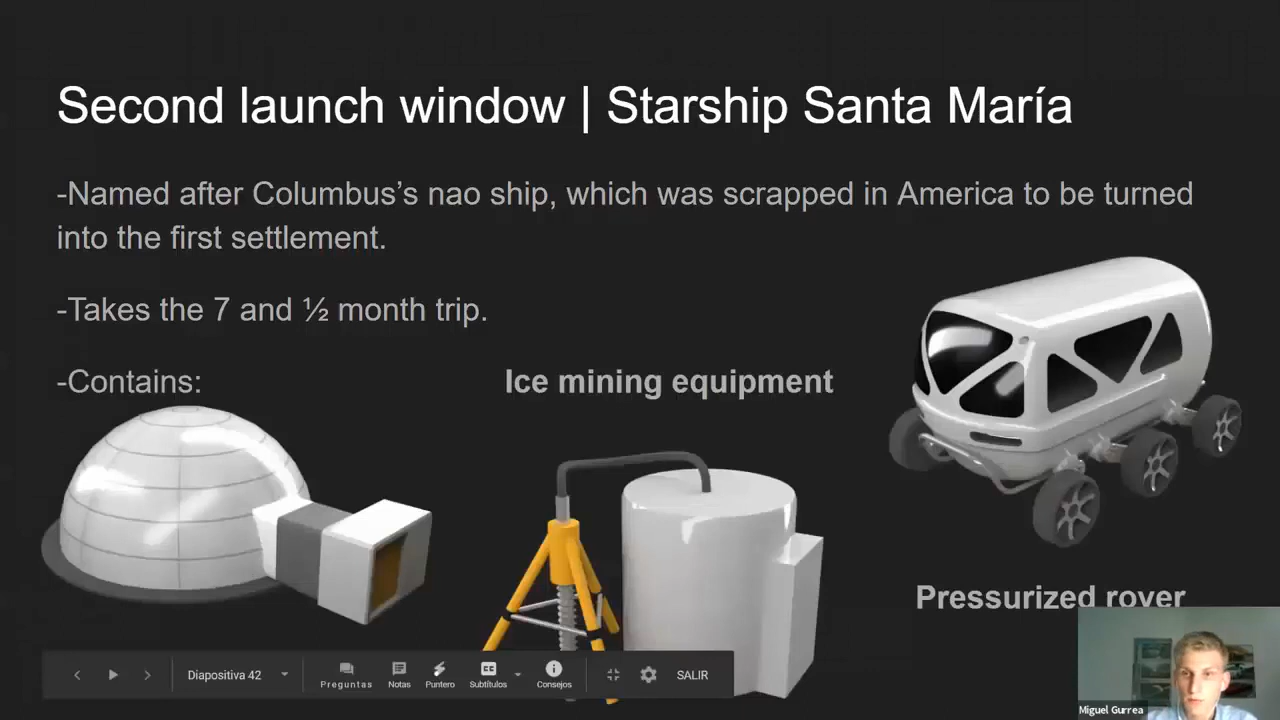 Second launch window | Starship Santa María
-Named after Columbus’s nao ship, which was scrapped in America to be turned
into the first settlement.
-Takes the 7 and ½ month trip.
-Contains:
Ice mining equipment
Pressurized rover
Diapositiva 42
Preguntas
Notas
Puntero
CC
Subtítulos
Consejos
SALIR
Miguel Gurrea